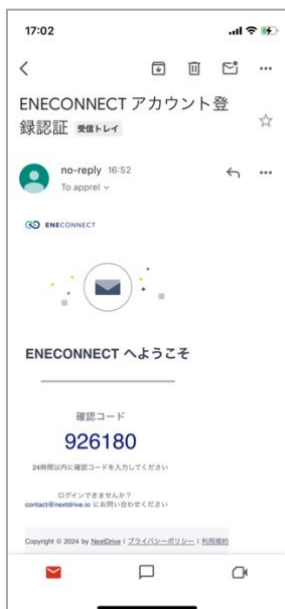 17:02
ENECONNECT アカウント登
録認証 受信トレイ
no-reply 16:52
To apprel
ENECONNECT
ENECONNECT へようこそ
確認コード
926180
24時間以内に確認コードを入力してください
ログインできませんか？
contact@nextdrive.io にお問い合わせください
Copyright © 2024 by NextDrive | プライバシーポリシー | 利用規約